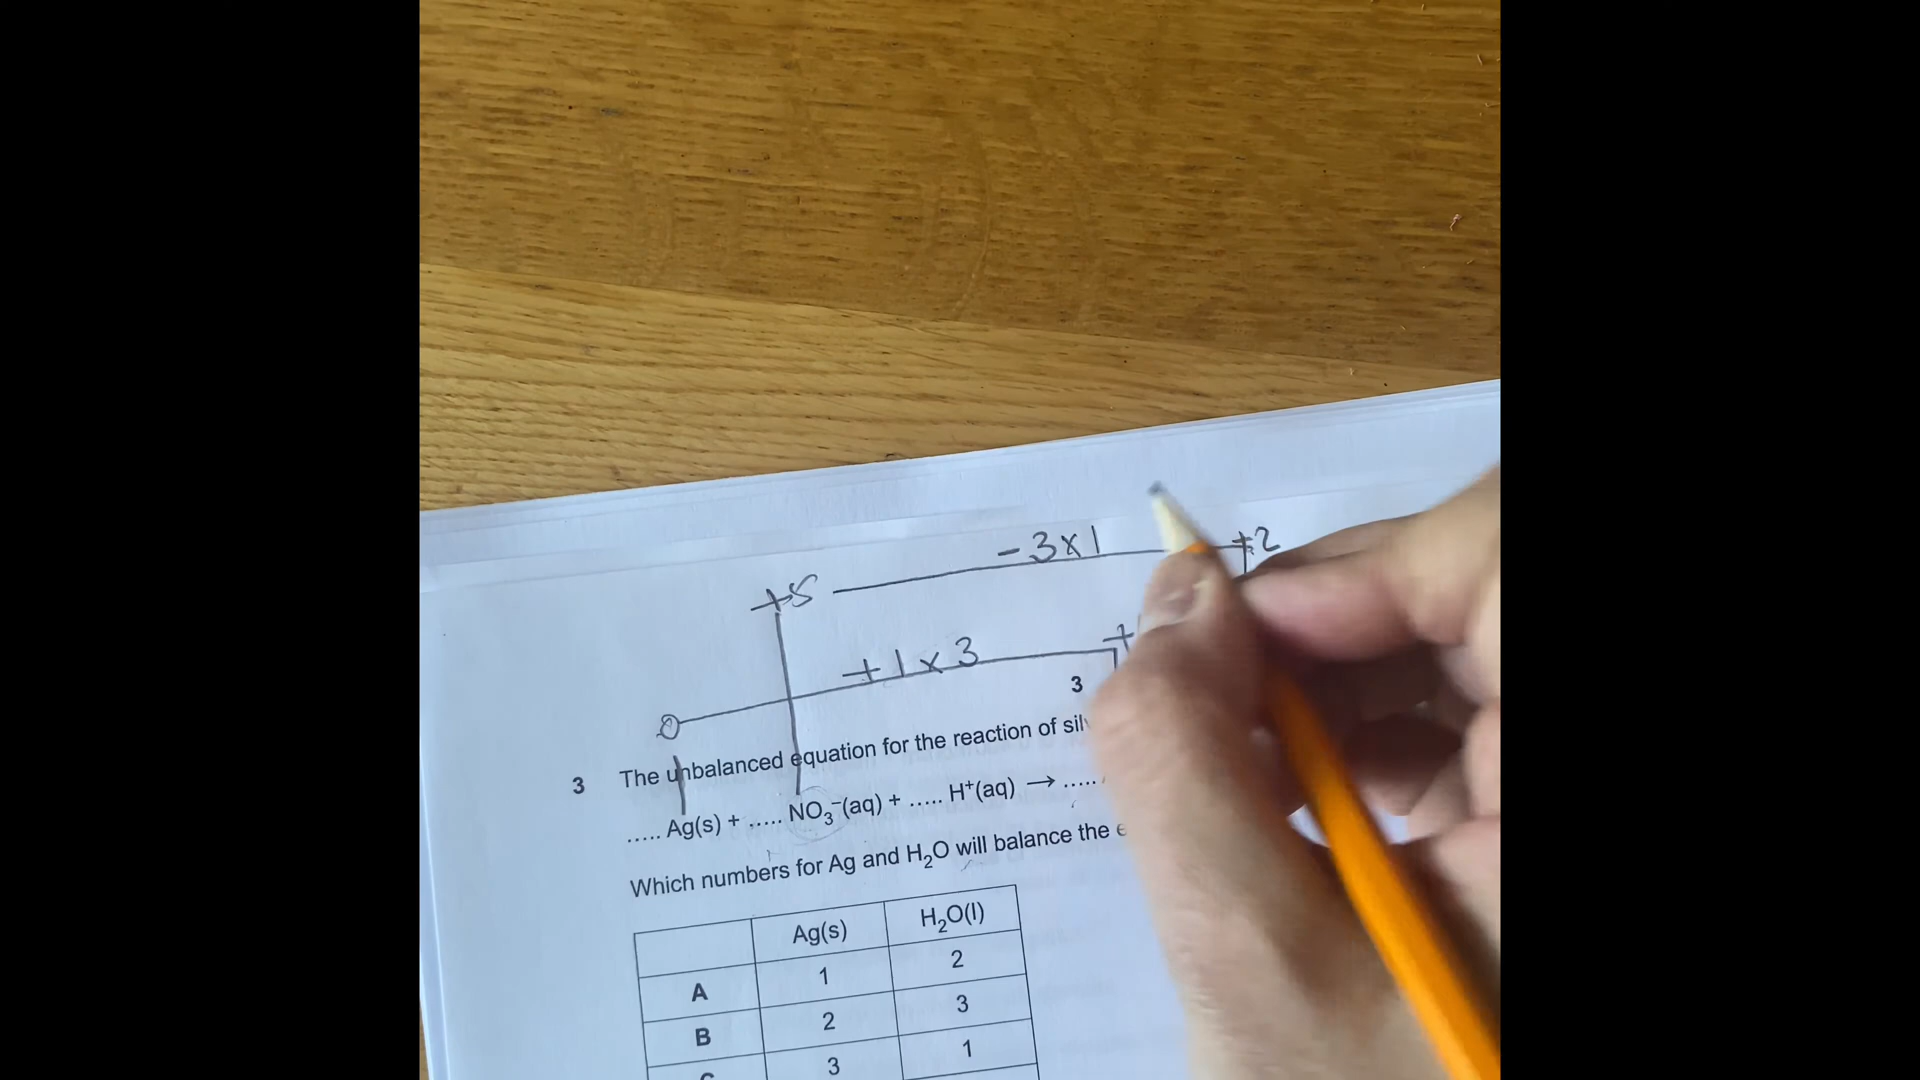 -3x1 +2
+5
+1x3 +
0
3
3 The unbalanced equation for the reaction of
..... Ag(s) + ..... NO₃⁻(aq) + ..... H⁺(aq) → .....
Which numbers for Ag and H₂O will balance the
Ag(s) H₂O(l)
A 1 2
B 2 3
3 1